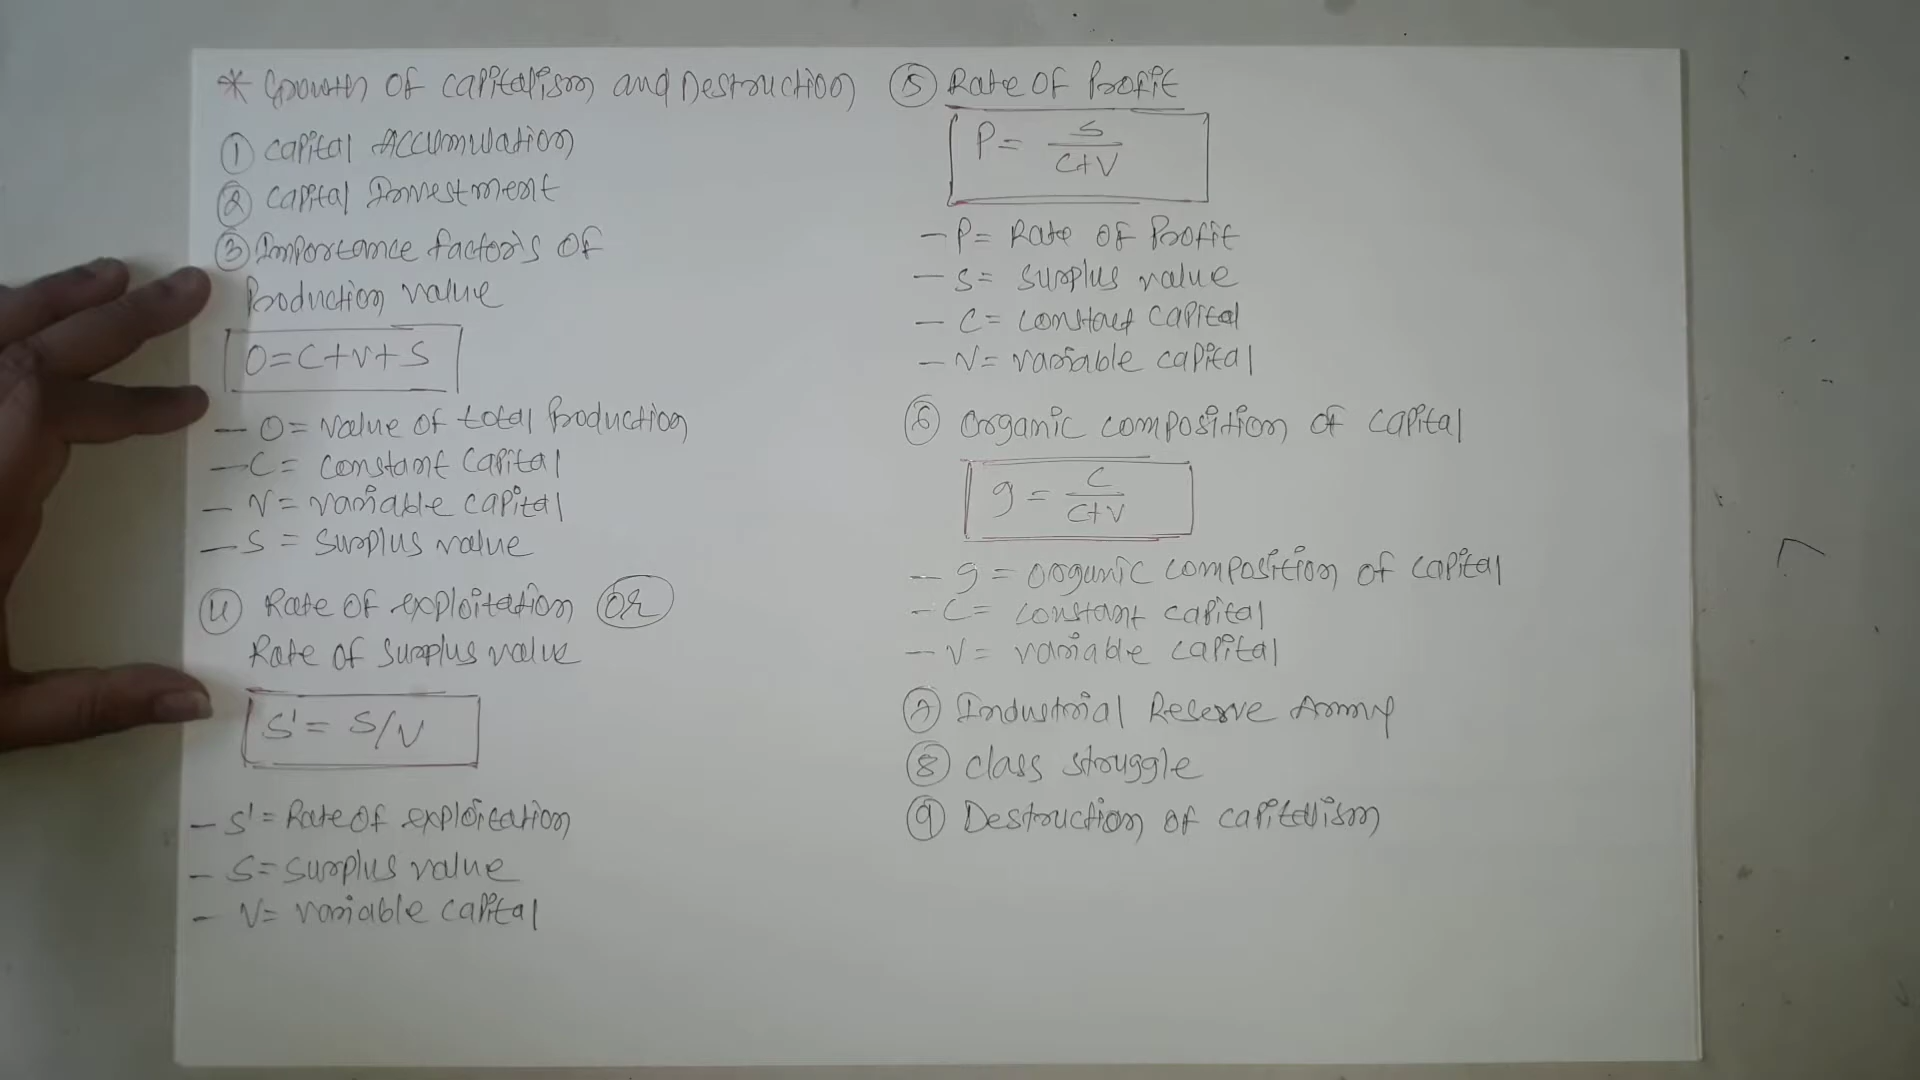 * Growth of capitalism and Destruction
① capital Accumulation
② capital Investment
③ Importance factor's of
Production value
O=C+V+S
— O= value of total Production
— C= constant capital
— V= variable capital
— S = surplus value
④ Rate of exploitation OR
Rate of surplus value
S'= S/V
— S'= Rate of exploitation
— S= surplus value
— V= variable capital
⑤ Rate of Profit
P= S/C+V
— P= Rate of Profit
— S= surplus value
— C= constant capital
— V= variable capital
⑥ organic composition of capital
g = C/C+V
— g = organic composition of capital
— C= constant capital
— V= variable capital
⑦ Industrial Reserve Army
⑧ class struggle
⑨ Destruction of capitalism